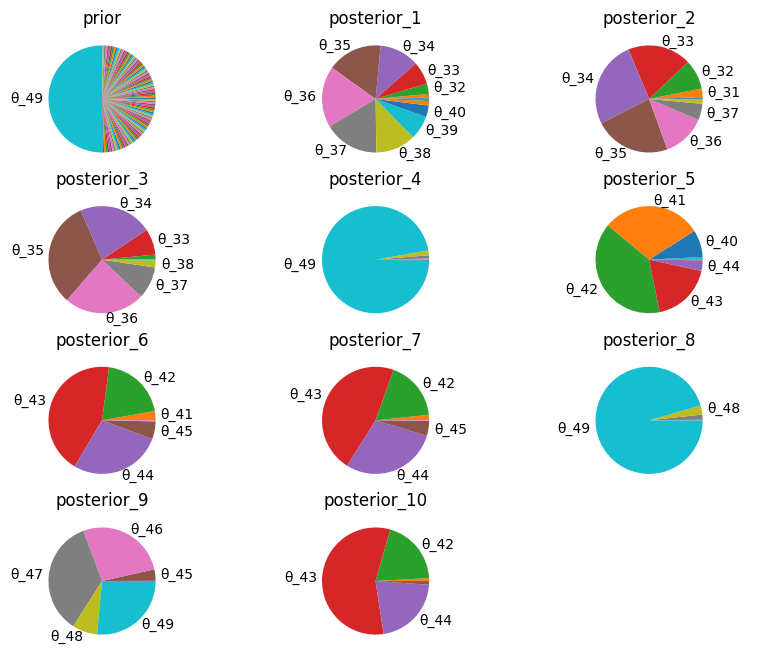 prior
θ_49
posterior_1
θ_32
θ_33
θ_34
θ_35
θ_36
θ_37
θ_38
θ_39
θ_40
posterior_2
θ_31
θ_32
θ_33
θ_34
θ_35
θ_36
θ_37
posterior_3
θ_33
θ_34
θ_35
θ_36
θ_37
θ_38
posterior_4
θ_49
posterior_5
θ_40
θ_41
θ_42
θ_43
θ_44
posterior_6
θ_41
θ_42
θ_43
θ_44
θ_45
posterior_7
θ_42
θ_43
θ_44
θ_45
posterior_8
θ_48
θ_49
posterior_9
θ_45
θ_46
θ_47
θ_48
θ_49
posterior_10
θ_42
θ_43
θ_44